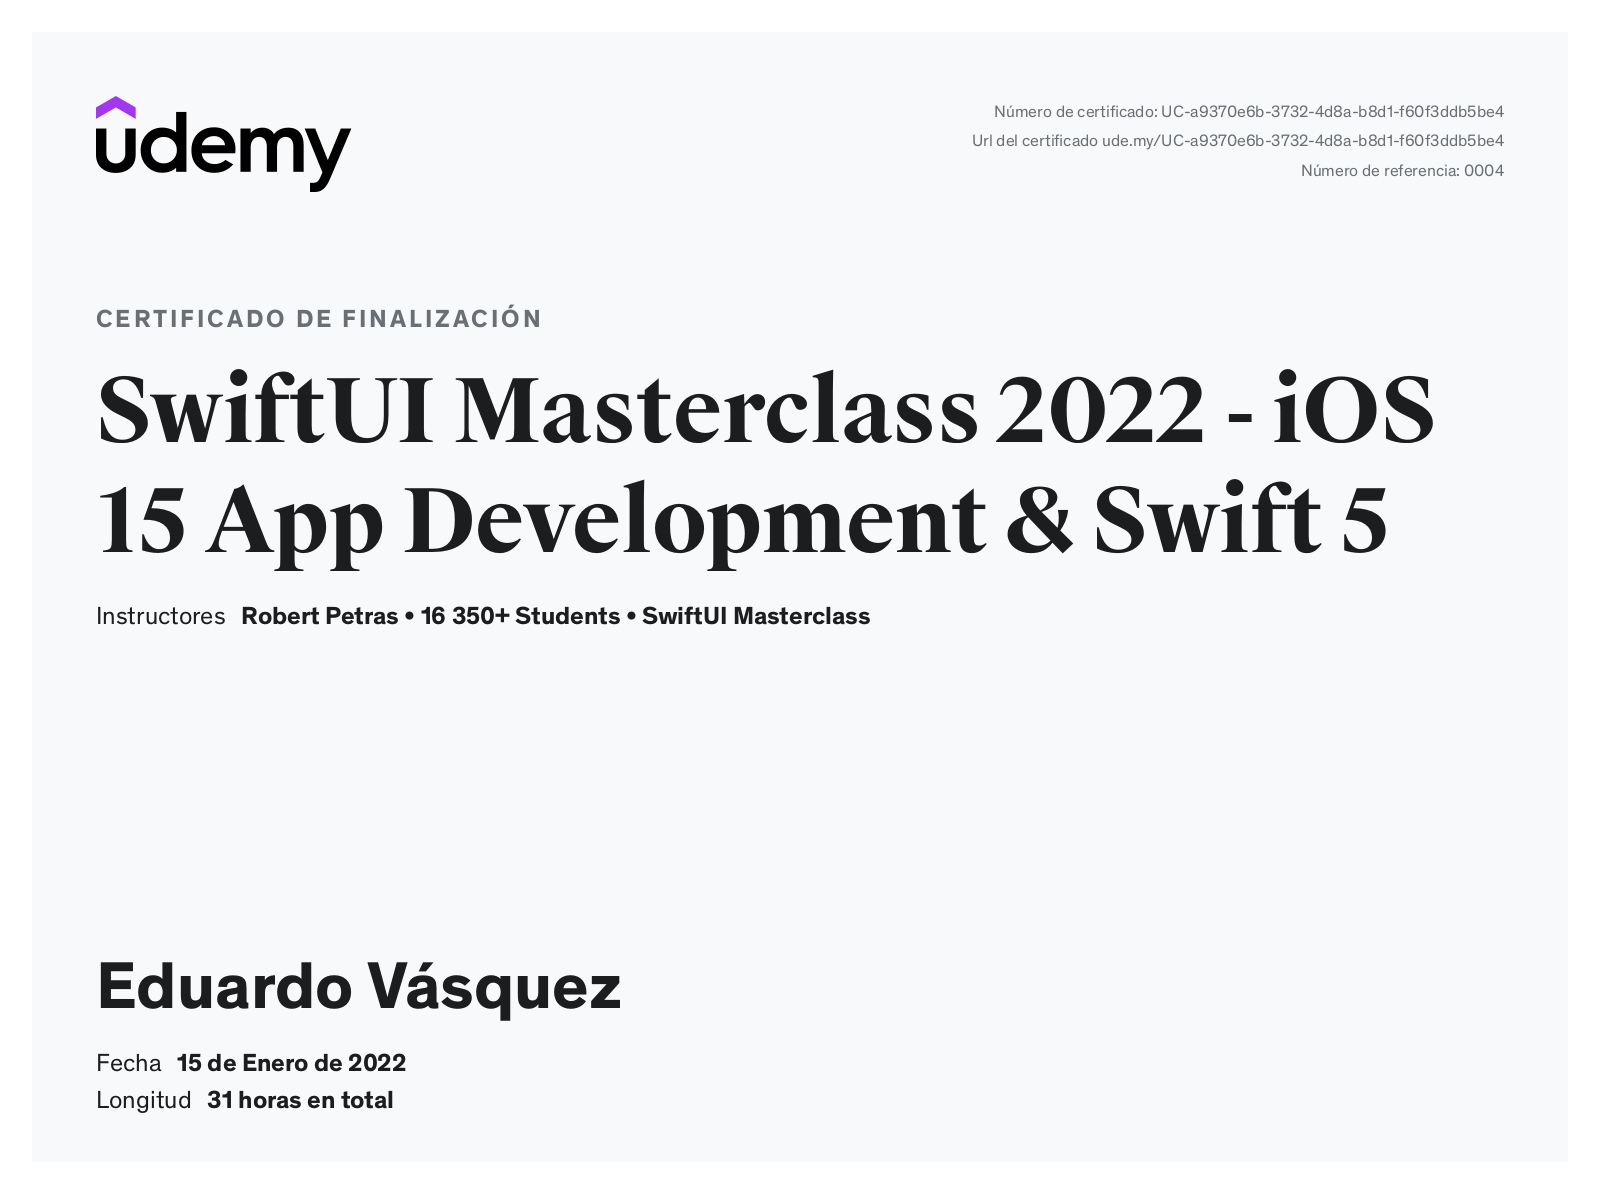 udemy
Número de certificado: UC-a9370e6b-3732-4d8a-b8d1-f60f3ddb5be4
Url del certificado ude.my/UC-a9370e6b-3732-4d8a-b8d1-f60f3ddb5be4
Número de referencia: 0004
CERTIFICADO DE FINALIZACIÓN
SwiftUI Masterclass 2022 - iOS
15 App Development & Swift 5
Instructores Robert Petras • 16 350+ Students • SwiftUI Masterclass
Eduardo Vásquez
Fecha 15 de Enero de 2022
Longitud 31 horas en total